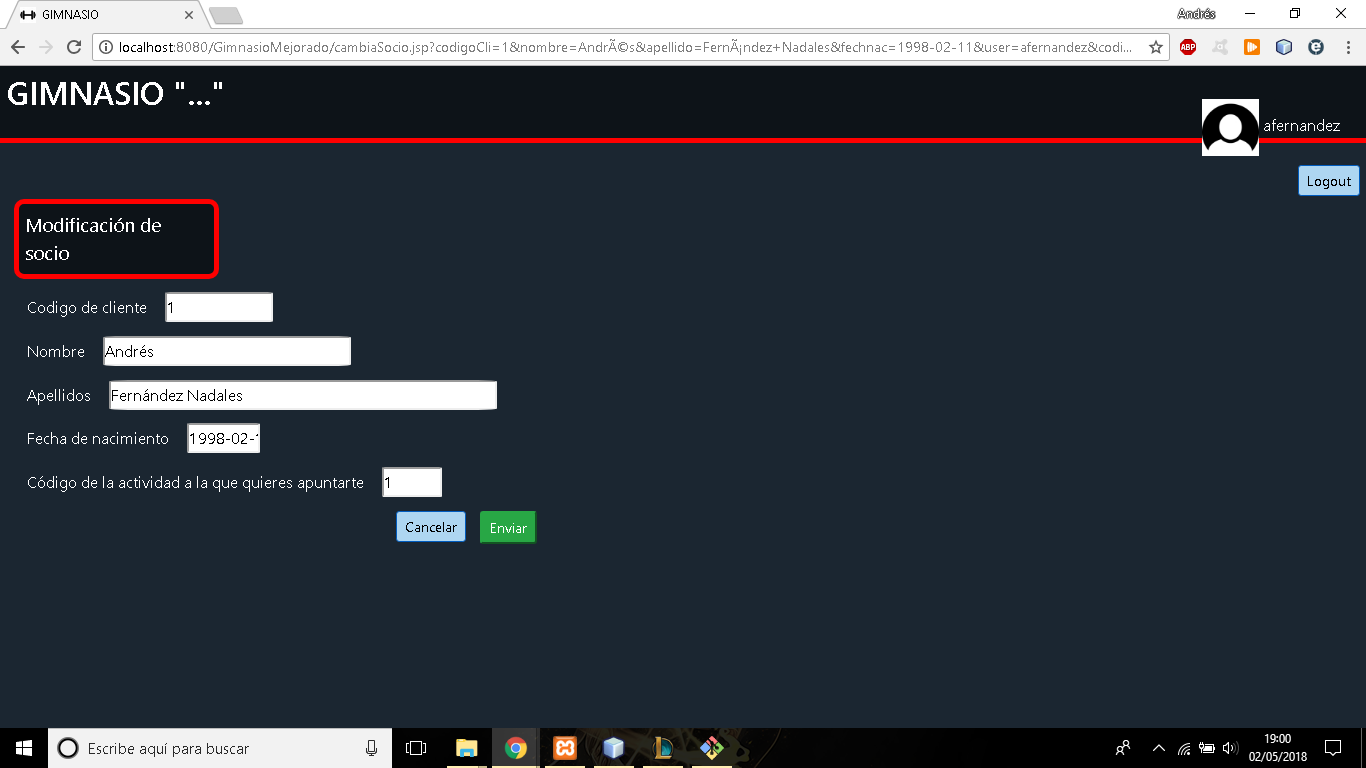 GIMNASIO
Andrés
localhost:8080/GimnasioMejorado/cambiaSocio.jsp?codigoCli=1&nombre=AndrÃ©s&apellido=FernÃ¡ndez+Nadales&fechnac=1998-02-11&user=afernandez&codi...
ABP
GIMNASIO "..."
afernandez
Logout
Modificación de
socio
Codigo de cliente 1
Nombre Andrés
Apellidos Fernández Nadales
Fecha de nacimiento 1998-02-1
Código de la actividad a la que quieres apuntarte 1
Cancelar Enviar
Escribe aquí para buscar
19:00
02/05/2018